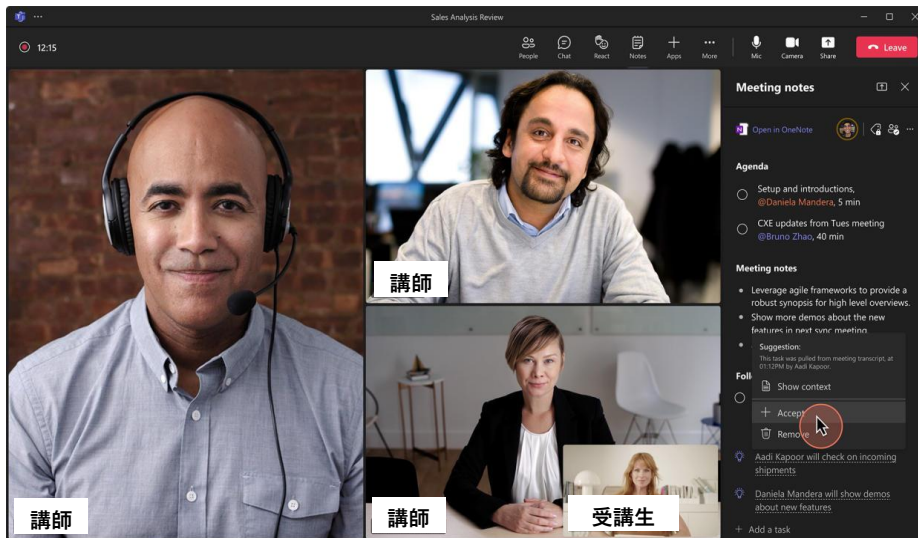 Sales Analysis Review
12:15
People
Chat
React
Notes
Apps
More
Mic
Camera
Share
Leave
Meeting notes
Open in OneNote
Agenda
Setup and introductions,
@Daniela Mandera, 5 min
CXE updates from Tues meeting
@Bruno Zhao, 40 min
Meeting notes
Leverage agile frameworks to provide a
robust synopsis for high level overviews.
Show more demos about the new
features in next sync meeting
Suggestion:
This task was pulled from meeting transcript, at
01:12PM by Aadi Kapoor.
Show context
Accept
Remove
Aadi Kapoor will check on incoming
shipments
Daniela Mandera will show demos
about new features
Add a task
講師
講師
講師
受講生